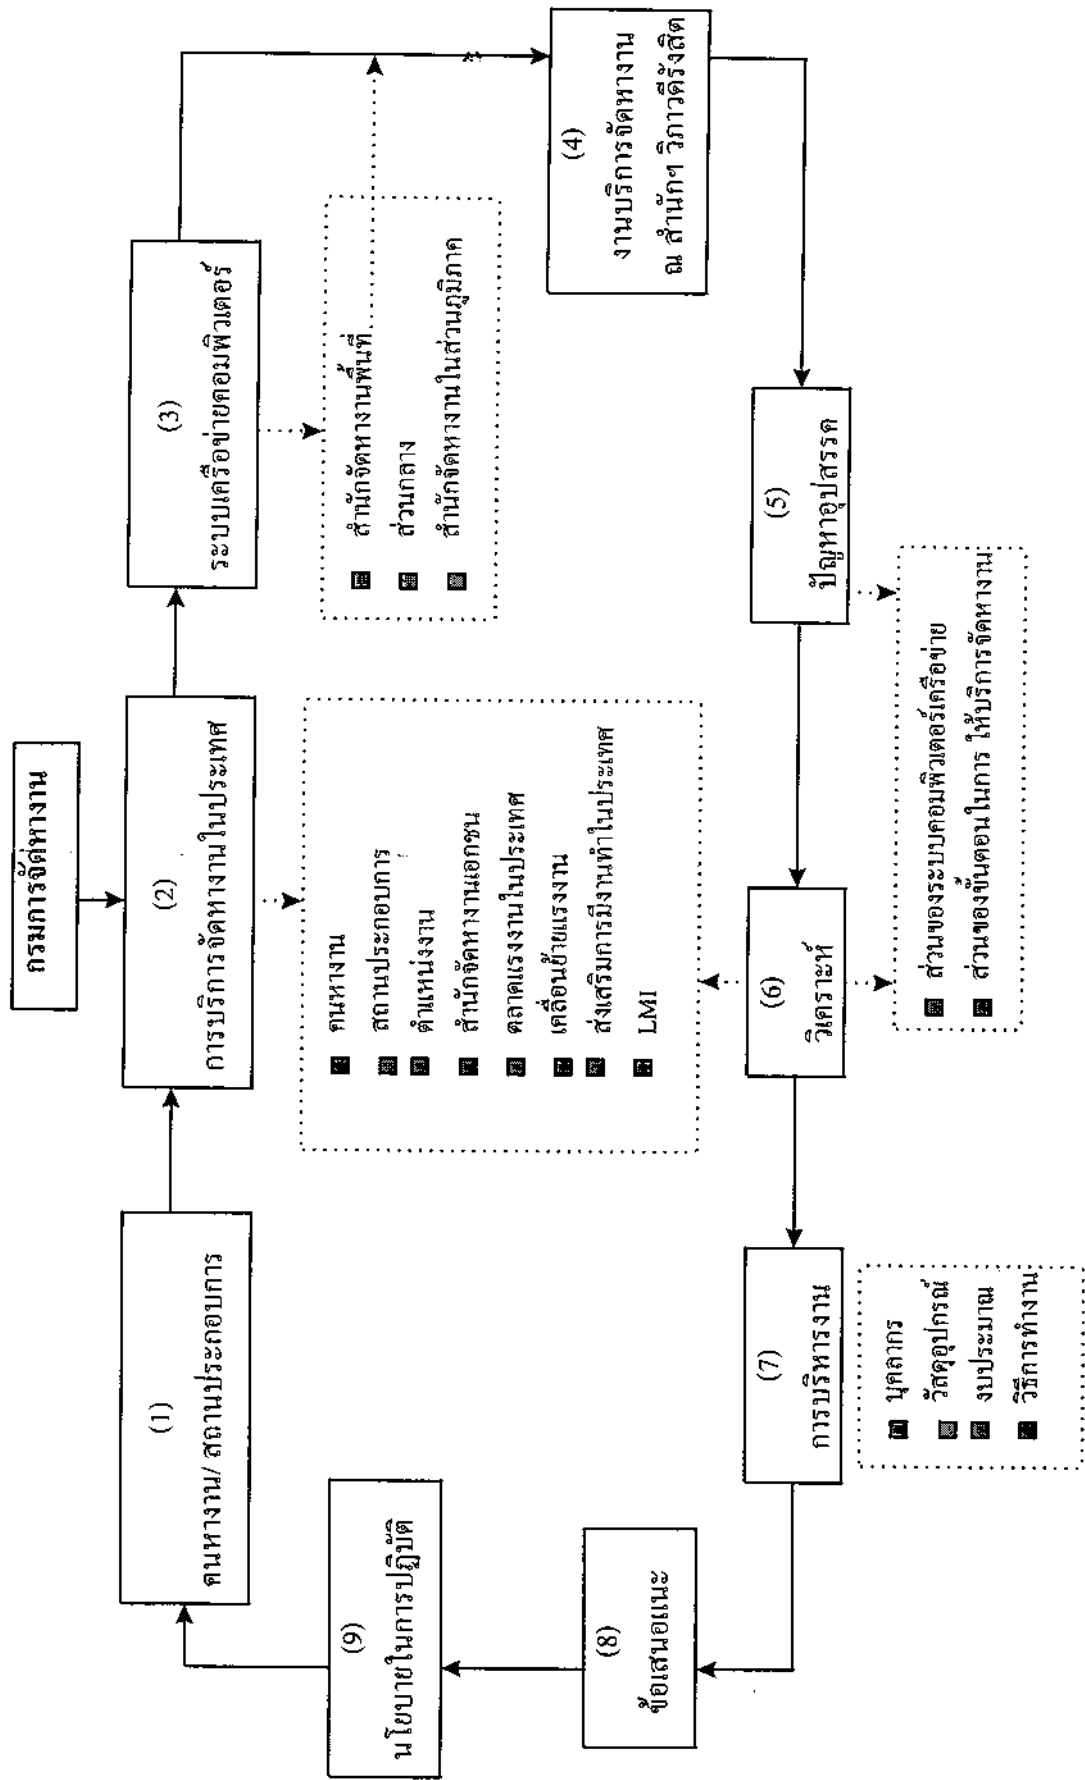 กรมการจัดหางาน
(1)
คนหางาน/ สถานประกอบการ
(2)
การบริการจัดหางานในประเทศ
(3)
ระบบเครือข่ายคอมพิวเตอร์
คนหางาน
สถานประกอบการ
ตำแหน่งงาน
สำนักจัดหางานเอกชน
ตลาดแรงงานในประเทศ
เคลื่อนย้ายแรงงาน
ส่งเสริมการมีงานทำในประเทศ
LMI
สำนักจัดหางานพื้นที่
ส่วนกลาง
สำนักจัดหางานในส่วนภูมิภาค
(4)
งานบริการจัดหางาน
ณ สำนักฯ วิภาวดีรังสิต
(5)
ปัญหาอุปสรรค
ส่วนของระบบคอมพิวเตอร์เครือข่าย
ส่วนของขั้นตอนในการ ให้บริการจัดหางาน
(6)
วิเคราะห์
(7)
การบริหารงาน
บุคลากร
วัสดุอุปกรณ์
งบประมาณ
วิธีการทำงาน
(8)
ข้อเสนอแนะ
(9)
นโยบายในการปฏิบัติ